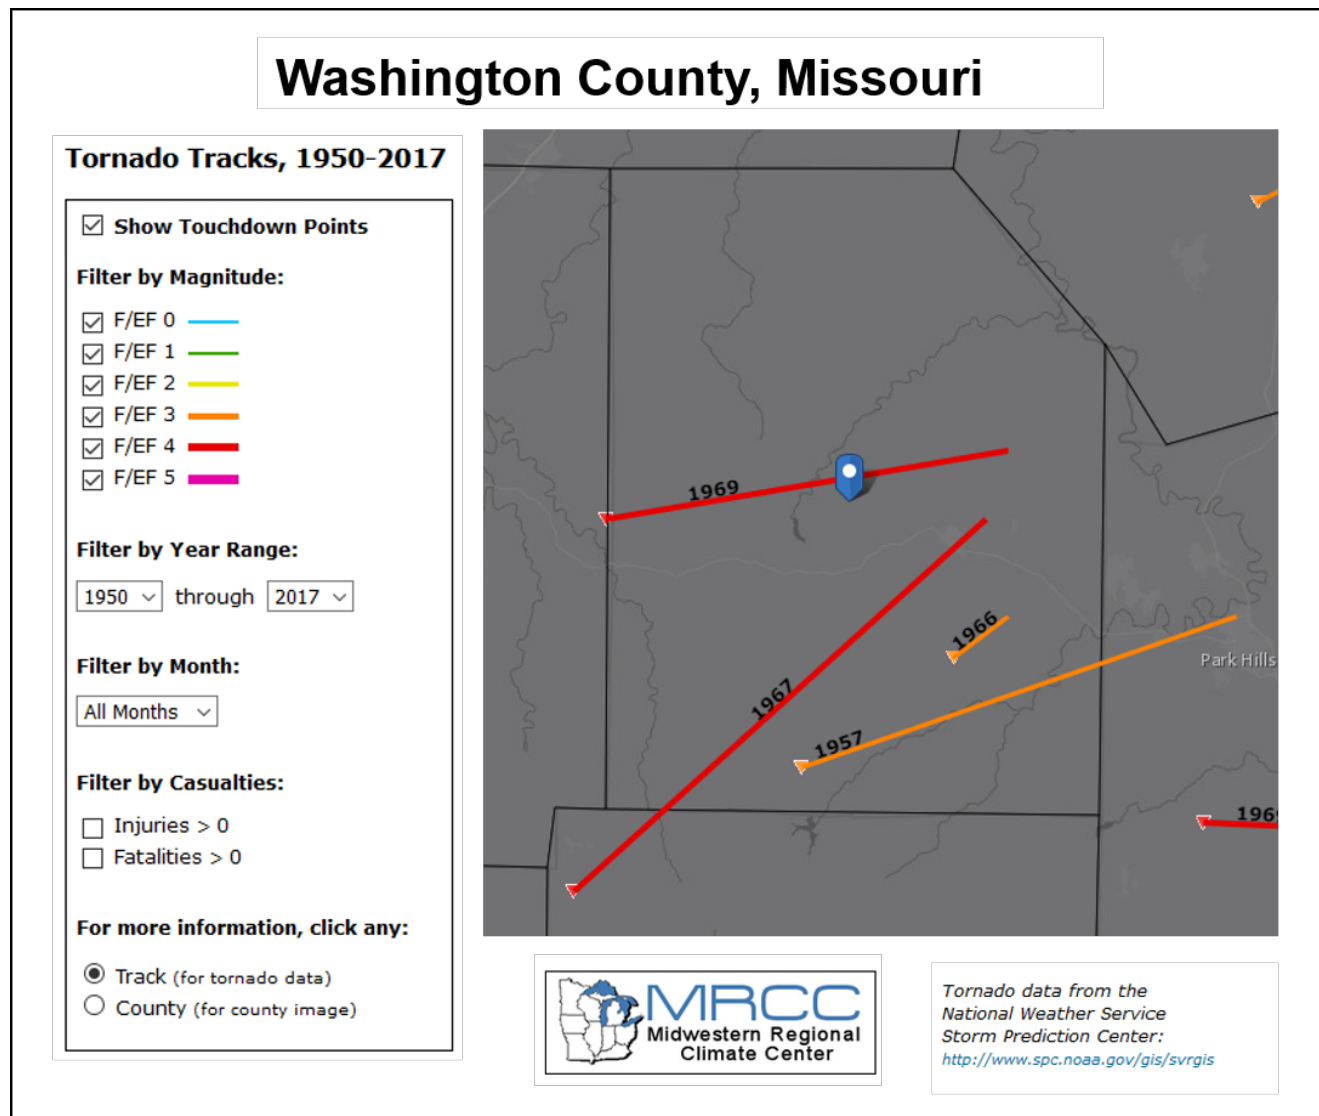 Washington County, Missouri
Tornado Tracks, 1950-2017
Show Touchdown Points
Filter by Magnitude:
F/EF 0
F/EF 1
F/EF 2
F/EF 3
F/EF 4
F/EF 5
Filter by Year Range:
1950 through 2017
Filter by Month:
All Months
Filter by Casualties:
Injuries > 0
Fatalities > 0
For more information, click any:
Track (for tornado data)
County (for county image)
1969
1966
Park Hills
1967
1957
MRCC
Midwestern Regional
Climate Center
Tornado data from the
National Weather Service
Storm Prediction Center:
http://www.spc.noaa.gov/gis/svrgis